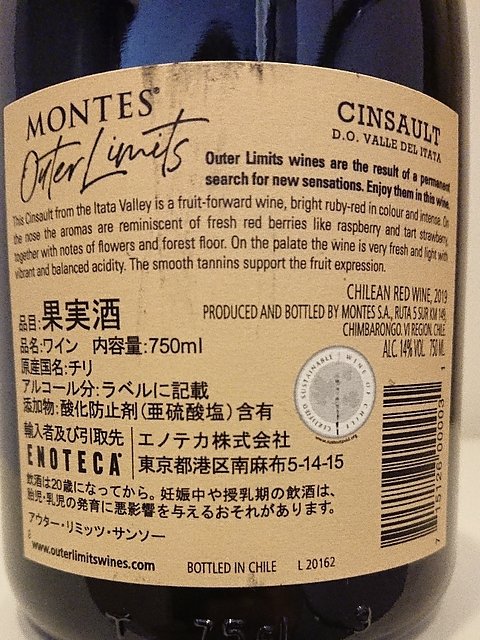 MONTES®
Outer Limits
CINSAULT
D.O. VALLE DEL ITATA
Outer Limits wines are the result of a permanent
search for new sensations. Enjoy them in this wine.
This Cinsault from the Itata Valley is a fruit-forward wine, bright ruby-red in colour and intense. On
the nose the aromas are reminiscent of fresh red berries like raspberry and tart strawberry,
together with notes of flowers and forest floor. On the palate the wine is very fresh and light with
vibrant and balanced acidity. The smooth tannins support the fruit expression.
CHILEAN RED WINE, 2019
PRODUCED AND BOTTLED BY MONTES S.A., RUTA 5 SUR KM 149,
CHIMBARONGO. VI REGION. CHILE
ALC. 14% VOL. 750 ML.
品目:果実酒
品名:ワイン 内容量:750ml
原産国名:チリ
アルコール分:ラベルに記載
添加物:酸化防止剤(亜硫酸塩)含有
輸入者及び引取先
ENOTECA®
エノテカ株式会社
東京都港区南麻布5-14-15
飲酒は20歳になってから。妊娠中や授乳期の飲酒は、
胎児・乳児の発育に悪影響を与えるおそれがあります。
アウター・リミッツ・サンソー
CERTIFIED SUSTAINABLE WINE OF CHILE
7 15126 000003 1
www.outerlimitswines.com
BOTTLED IN CHILE
L 20162
75cl